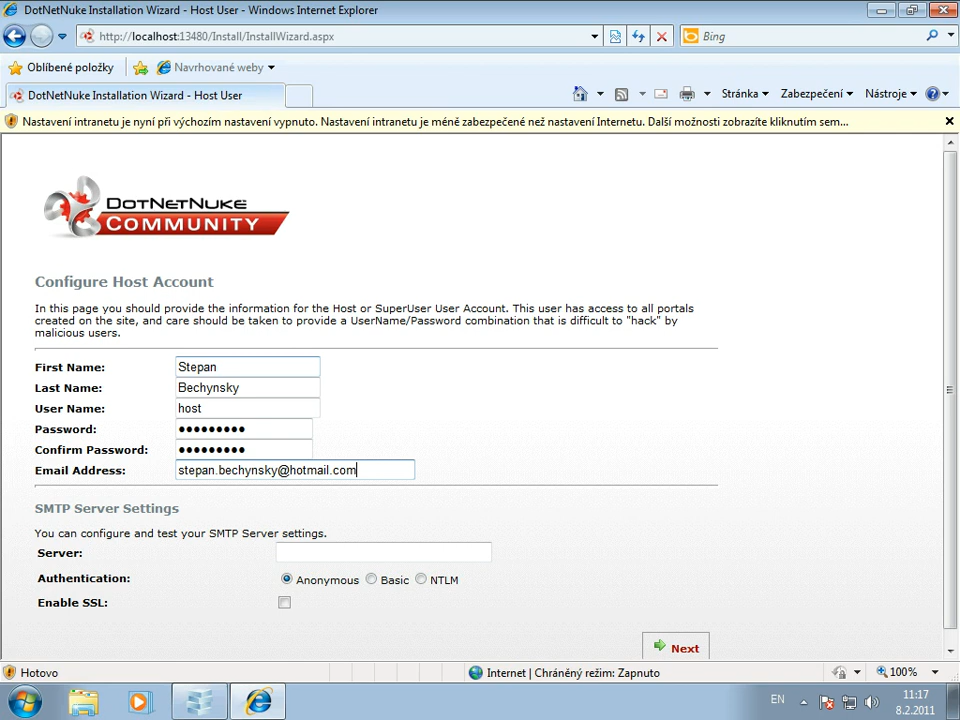 DotNetNuke Installation Wizard - Host User - Windows Internet Explorer
http://localhost:13480/Install/InstallWizard.aspx
Bing
Oblíbené položky
Navrhované weby
DotNetNuke Installation Wizard - Host User
Stránka
Zabezpečení
Nástroje
Nastavení intranetu je nyní při výchozím nastavení vypnuto. Nastavení intranetu je méně zabezpečené než nastavení Internetu. Další možnosti zobrazíte kliknutím sem...
DotNetNuke
COMMUNITY
Configure Host Account
In this page you should provide the information for the Host or SuperUser User Account. This user has access to all portals
created on the site, and care should be taken to provide a UserName/Password combination that is difficult to "hack" by
malicious users.
First Name: Stepan
Last Name: Bechynsky
User Name: host
Password: ●●●●●●●●●
Confirm Password: ●●●●●●●●●
Email Address: stepan.bechynsky@hotmail.com
SMTP Server Settings
You can configure and test your SMTP Server settings.
Server:
Authentication: Anonymous Basic NTLM
Enable SSL:
Next
Hotovo
Internet | Chráněný režim: Zapnuto
100%
EN
11:17
8.2.2011